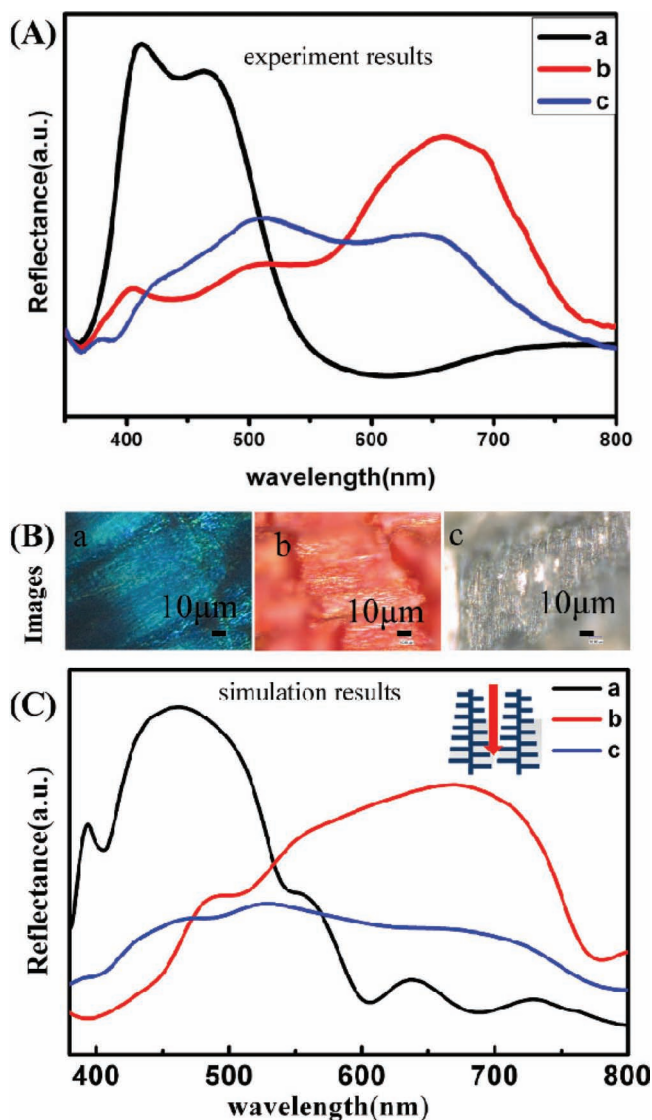 (A)
experiment results
a
b
c
Reflectance(a.u.)
400
500
600
700
800
wavelength(nm)
(B)
Images
a
10μm
b
10μm
c
10μm
(C)
simulation results
a
b
c
Reflectance(a.u.)
400
500
600
700
800
wavelength(nm)